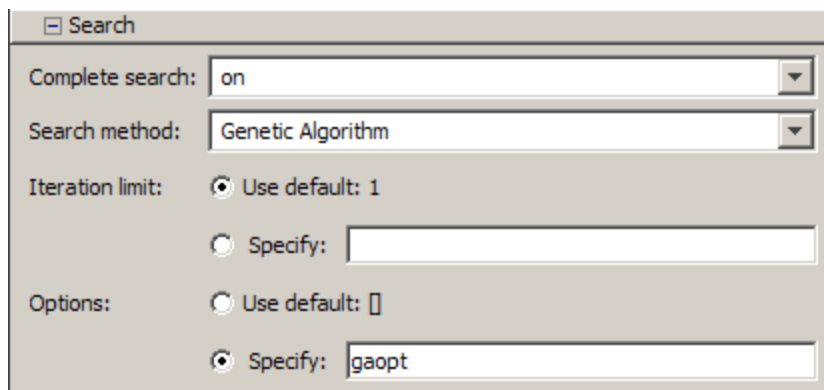 Search
Complete search: on
Search method: Genetic Algorithm
Iteration limit: Use default: 1
Specify:
Options: Use default: []
Specify: gaopt